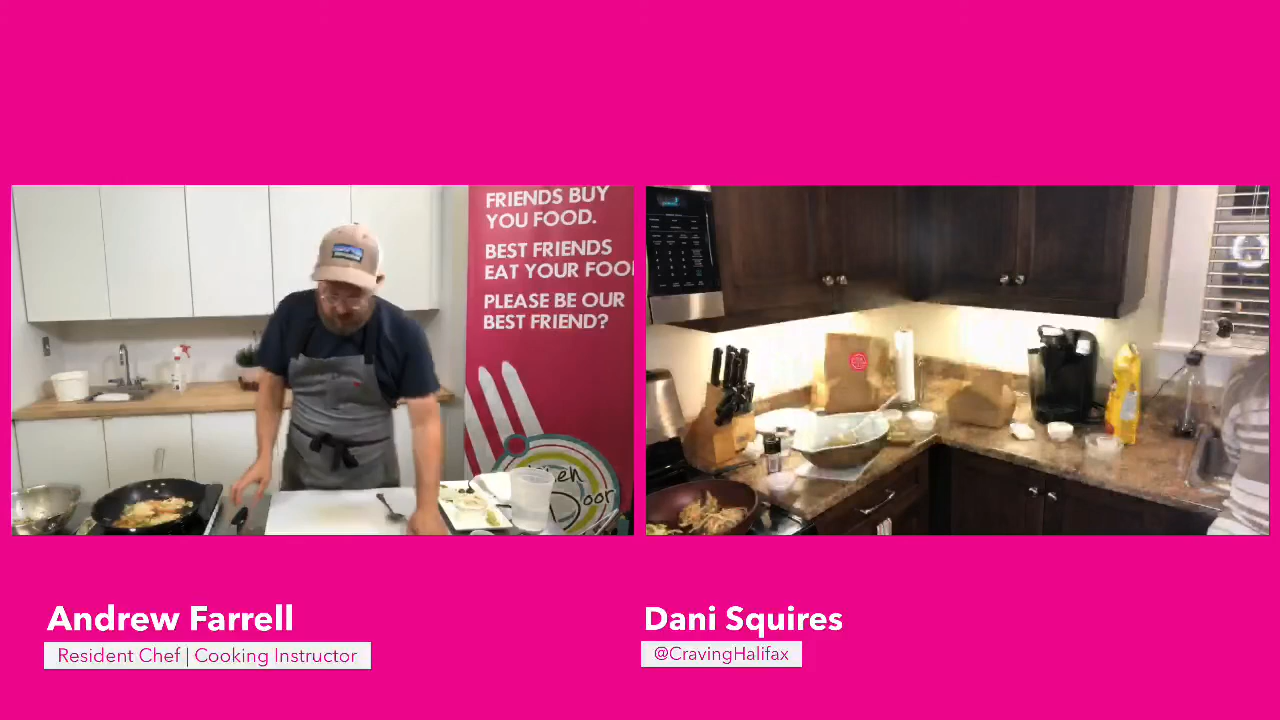 FRIENDS BUY
YOU FOOD.
BEST FRIENDS
EAT YOUR FOO
PLEASE BE OUR
BEST FRIEND?
Door
Andrew Farrell
Resident Chef | Cooking Instructor
Dani Squires
@CravingHalifax